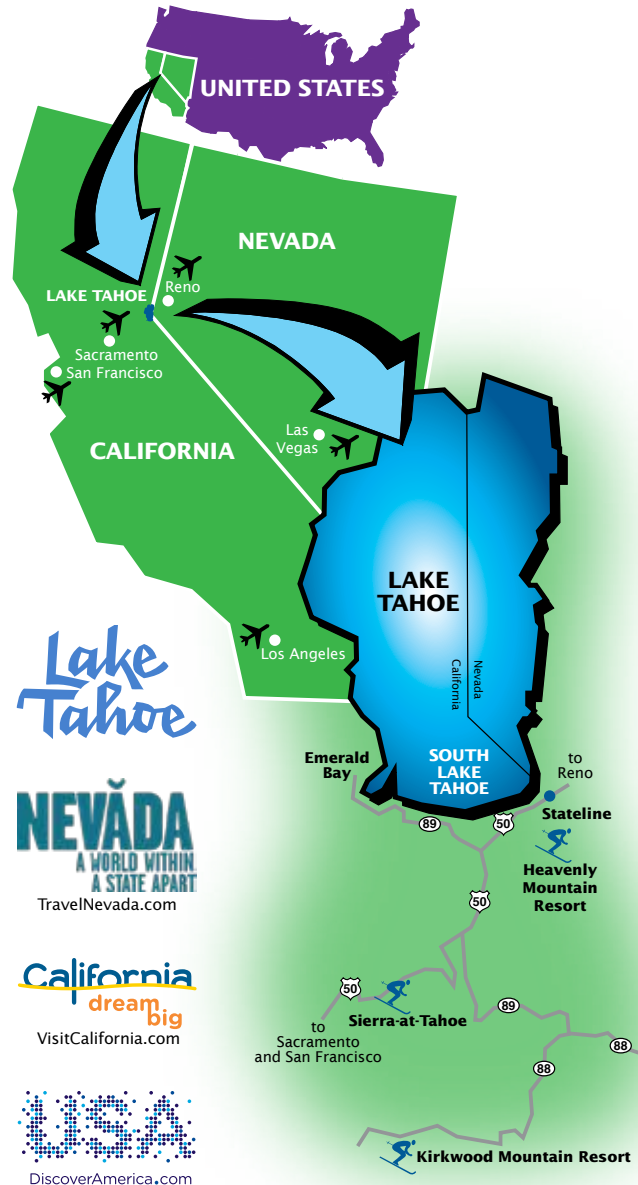 UNITED STATES
NEVADA
Reno
LAKE TAHOE
Sacramento
San Francisco
Las
Vegas
CALIFORNIA
Los Angeles
LAKE
TAHOE
Nevada
California
SOUTH
LAKE
TAHOE
Emerald
Bay
to
Reno
Stateline
89
50
Heavenly
Mountain
Resort
50
50
Sierra-at-Tahoe
to
Sacramento
and San Francisco
89
88
88
Kirkwood Mountain Resort
Lake
Tahoe
NEVĂDA
A WORLD WITHIN
A STATE APART
TravelNevada.com
California
dream
big
VisitCalifornia.com
USA
DiscoverAmerica.com